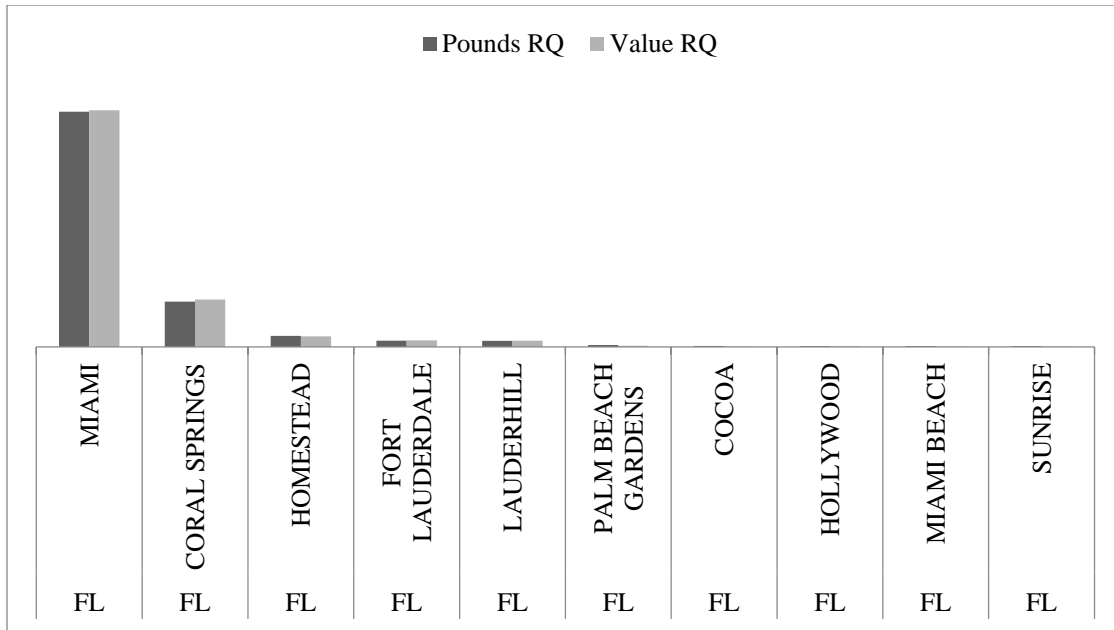 Pounds RQ Value RQ
MIAMI
CORAL SPRINGS
HOMESTEAD
FORT
LAUDERDALE
LAUDERHILL
PALM BEACH
GARDENS
COCOA
HOLLYWOOD
MIAMI BEACH
SUNRISE
FL FL FL FL FL FL FL FL FL FL